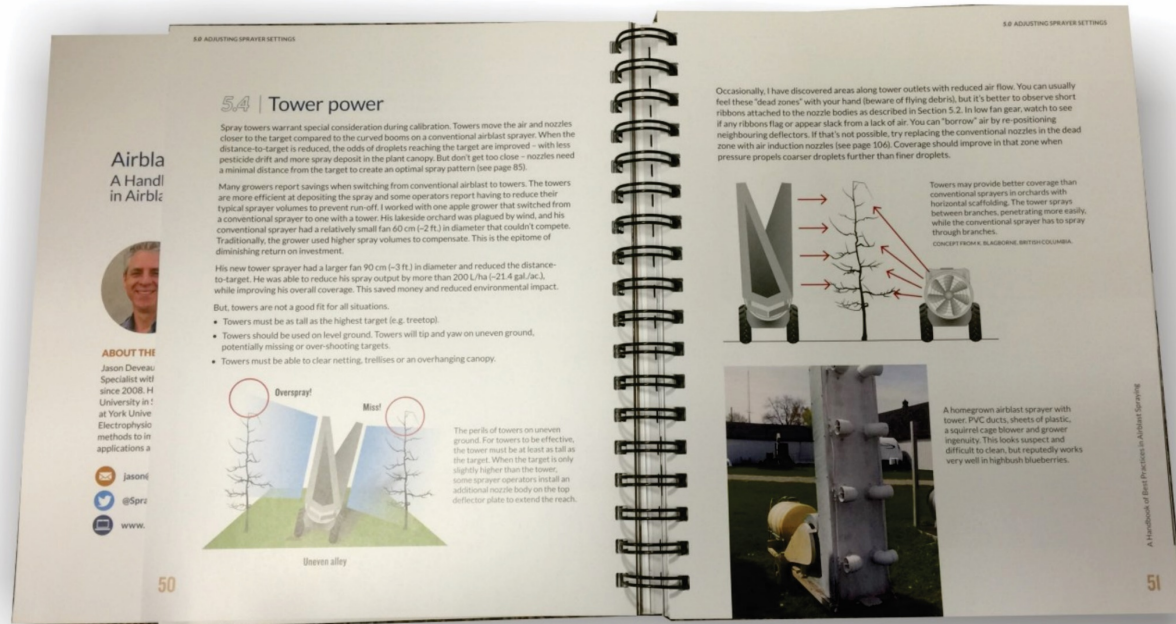 Airbla
A Handl
in Airbla
ABOUT THE
Jason Deveau
Specialist with
since 2008. H
University in
at York Unive
Electrophysio
methods to in
applications a
jason
@Spra
www.
5.0 ADJUSTING SPRAYER SETTINGS
5.4 | Tower power
Spray towers warrant special consideration during calibration. Towers move the air and nozzles
closer to the target compared to the curved booms on a conventional airblast sprayer. When the
distance-to-target is reduced, the odds of droplets reaching the target are improved – with less
pesticide drift and more spray deposit in the plant canopy. But don't get too close – nozzles need
a minimal distance from the target to create an optimal spray pattern (see page 85).
Many growers report savings when switching from conventional airblast to towers. The towers
are more efficient at depositing the spray and some operators report having to reduce their
typical sprayer volumes to prevent run-off. I worked with one apple grower that switched from
a conventional sprayer to one with a tower. His lakeside orchard was plagued by wind, and his
conventional sprayer had a relatively small fan 60 cm (~2 ft.) in diameter that couldn't compete.
Traditionally, the grower used higher spray volumes to compensate. This is the epitome of
diminishing return on investment.
His new tower sprayer had a larger fan 90 cm (~3 ft.) in diameter and reduced the distance-
to-target. He was able to reduce his spray output by more than 200 L/ha (~21.4 gal./ac.),
while improving his overall coverage. This saved money and reduced environmental impact.
But, towers are not a good fit for all situations.
• Towers must be as tall as the highest target (e.g. treetop).
• Towers should be used on level ground. Towers will tip and yaw on uneven ground,
potentially missing or over-shooting targets.
• Towers must be able to clear netting, trellises or an overhanging canopy.
Overspray!
Miss!
The perils of towers on uneven
ground. For towers to be effective,
the tower must be at least as tall as
the target. When the target is only
slightly higher than the tower,
some sprayer operators install an
additional nozzle body on the top
deflector plate to extend the reach.
Uneven alley
50
5.0 ADJUSTING SPRAYER SETTINGS
Occasionally, I have discovered areas along tower outlets with reduced air flow. You can usually
feel these "dead zones" with your hand (beware of flying debris), but it's better to observe short
ribbons attached to the nozzle bodies as described in Section 5.2. In low fan gear, watch to see
if any ribbons flag or appear slack from a lack of air. You can "borrow" air by re-positioning
neighbouring deflectors. If that's not possible, try replacing the conventional nozzles in the dead
zone with air induction nozzles (see page 106). Coverage should improve in that zone when
pressure propels coarser droplets further than finer droplets.
Towers may provide better coverage than
conventional sprayers in orchards with
horizontal scaffolding. The tower sprays
between branches, penetrating more easily,
while the conventional sprayer has to spray
through branches.
CONCEPT FROM K. BLAGBORNE, BRITISH COLUMBIA.
A homegrown airblast sprayer with
tower. PVC ducts, sheets of plastic,
a squirrel cage blower and grower
ingenuity. This looks suspect and
difficult to clean, but reputedly works
very well in highbush blueberries.
A Handbook of Best Practices in Airblast Spraying
51